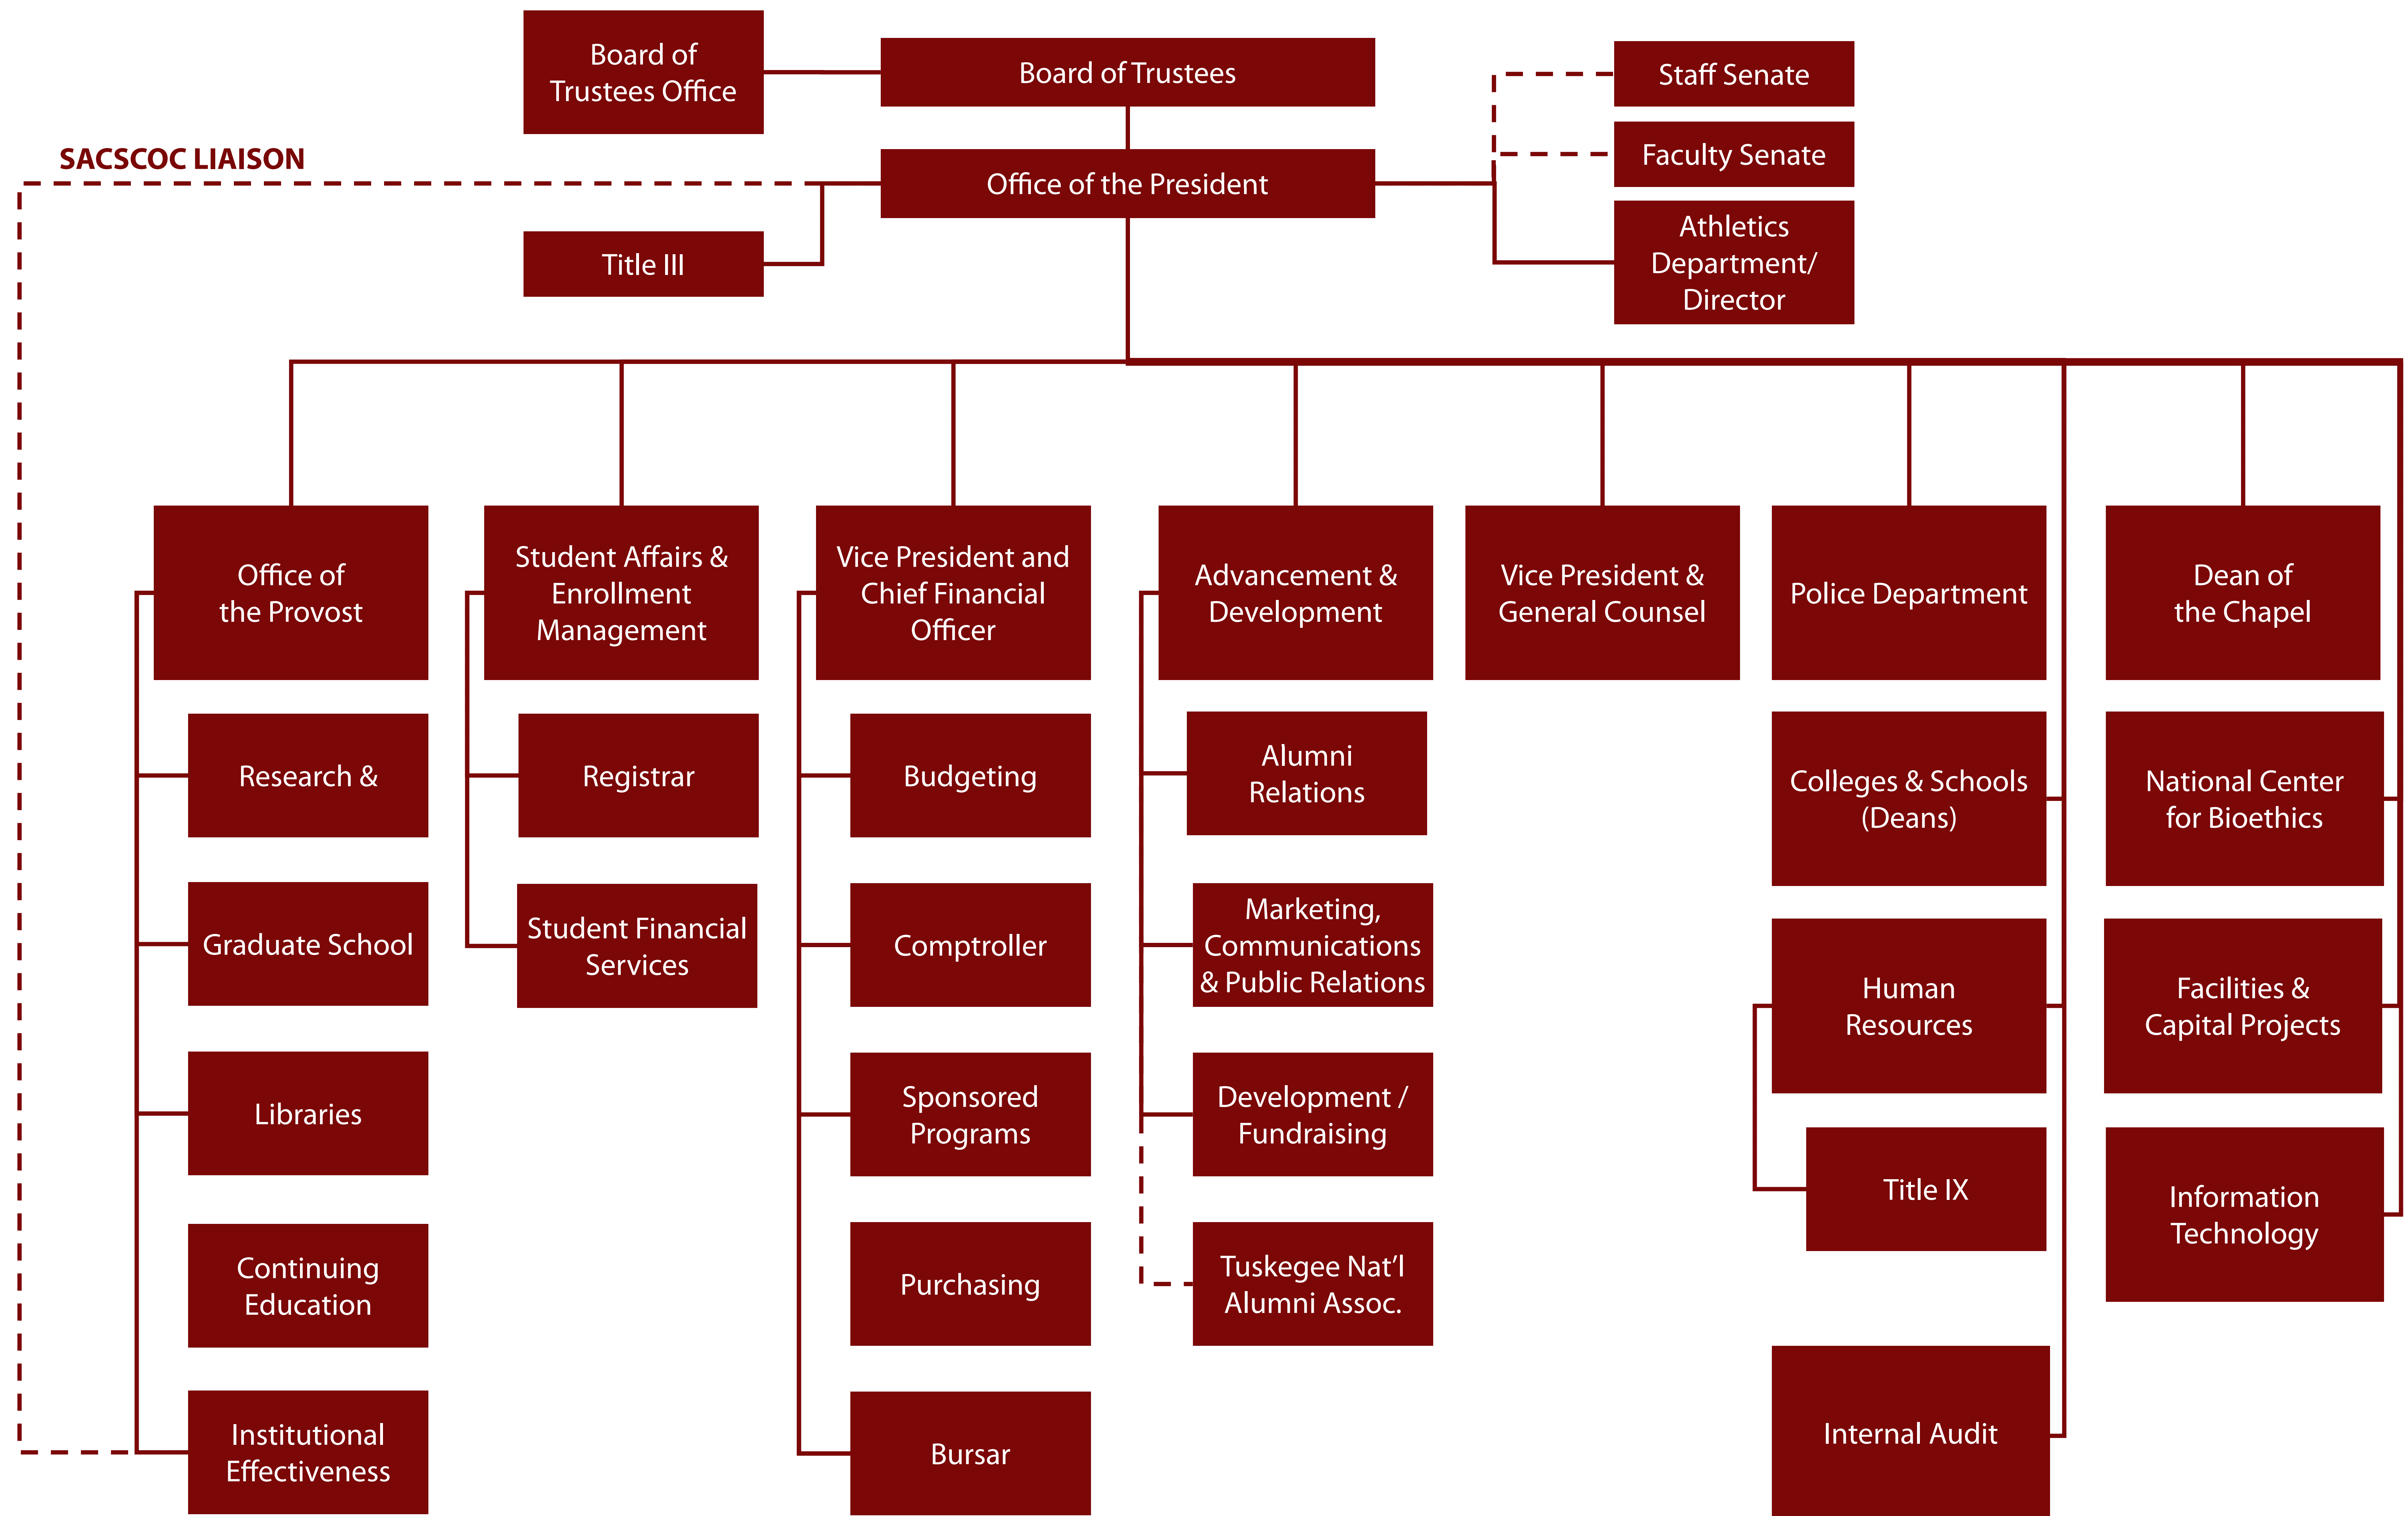 Board of
Trustees Office
Board of Trustees
Staff Senate
Faculty Senate
SACSCOC LIAISON
Office of the President
Title III
Athletics
Department/
Director
Office of
the Provost
Research &
Graduate School
Libraries
Continuing
Education
Institutional
Effectiveness
Student Affairs &
Enrollment
Management
Registrar
Student Financial
Services
Vice President and
Chief Financial
Officer
Budgeting
Comptroller
Sponsored
Programs
Purchasing
Bursar
Advancement &
Development
Alumni
Relations
Marketing,
Communications
& Public Relations
Development /
Fundraising
Tuskegee Nat’l
Alumni Assoc.
Vice President &
General Counsel
Police Department
Colleges & Schools
(Deans)
Human
Resources
Title IX
Internal Audit
Dean of
the Chapel
National Center
for Bioethics
Facilities &
Capital Projects
Information
Technology